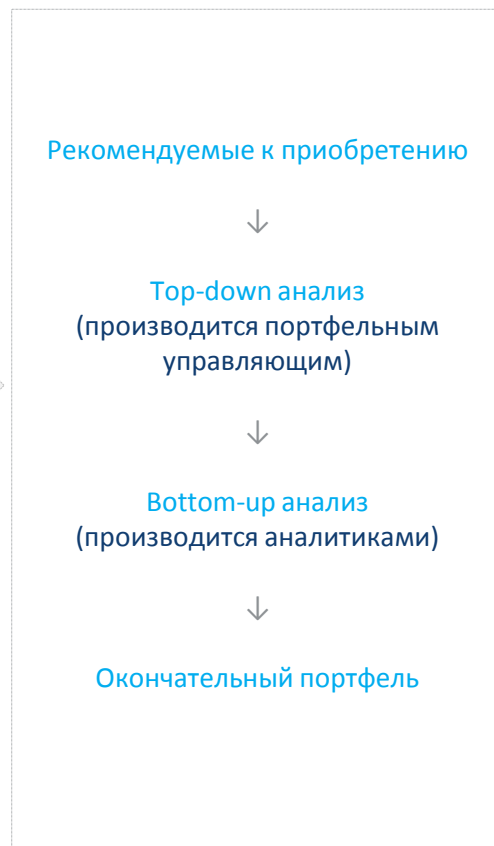 Рекомендуемые к приобретению
↓
Top-down анализ
(производится портфельным
управляющим)
↓
Bottom-up анализ
(производится аналитиками)
↓
Окончательный портфель